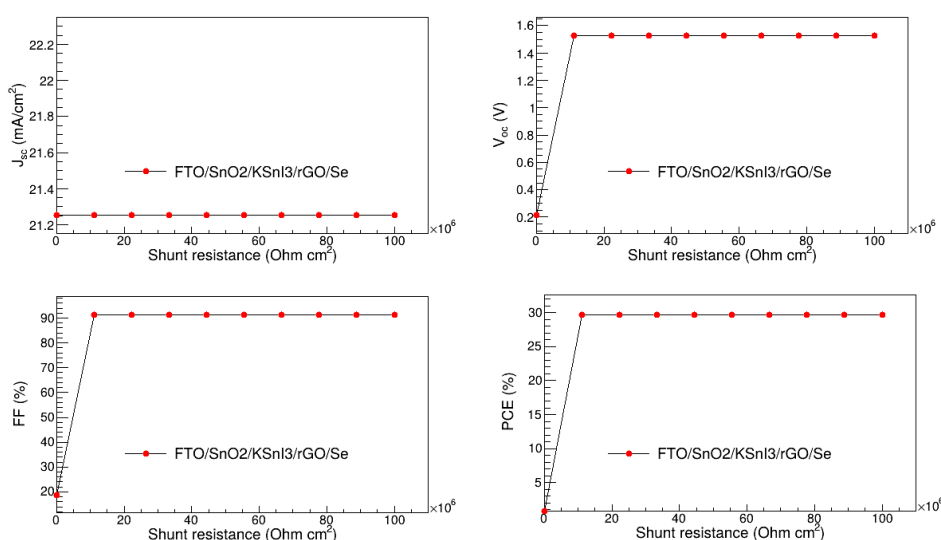 22.2
22
21.8
21.6
21.4
21.2
J_sc (mA/cm²)
FTO/SnO2/KSnI3/rGO/Se
0 20 40 60 80 100
×10⁶
Shunt resistance (Ohm cm²)
1.6
1.4
1.2
1
0.8
0.6
0.4
0.2
V_oc (V)
FTO/SnO2/KSnI3/rGO/Se
0 20 40 60 80 100
×10⁶
Shunt resistance (Ohm cm²)
90
80
70
60
50
40
30
20
FF (%)
FTO/SnO2/KSnI3/rGO/Se
0 20 40 60 80 100
×10⁶
Shunt resistance (Ohm cm²)
30
25
20
15
10
5
PCE (%)
FTO/SnO2/KSnI3/rGO/Se
0 20 40 60 80 100
×10⁶
Shunt resistance (Ohm cm²)